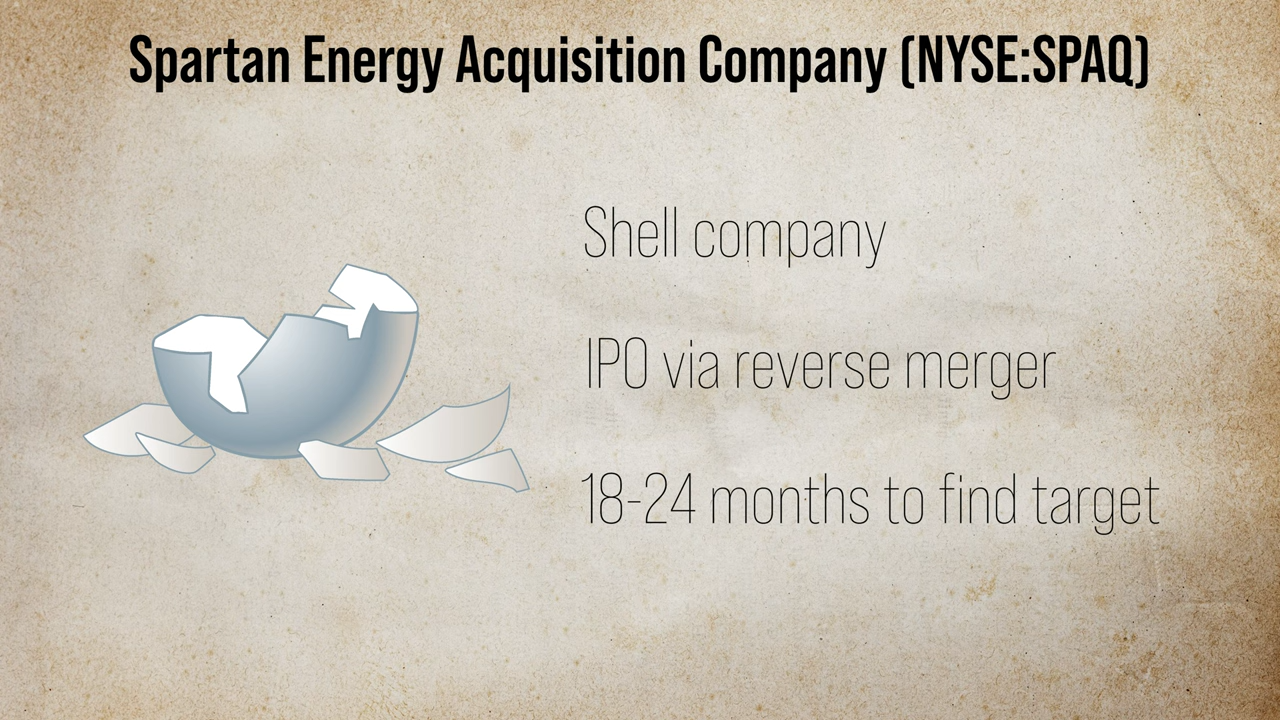 Spartan Energy Acquisition Company (NYSE:SPAQ)
Shell company
IPO via reverse merger
18-24 months to find target